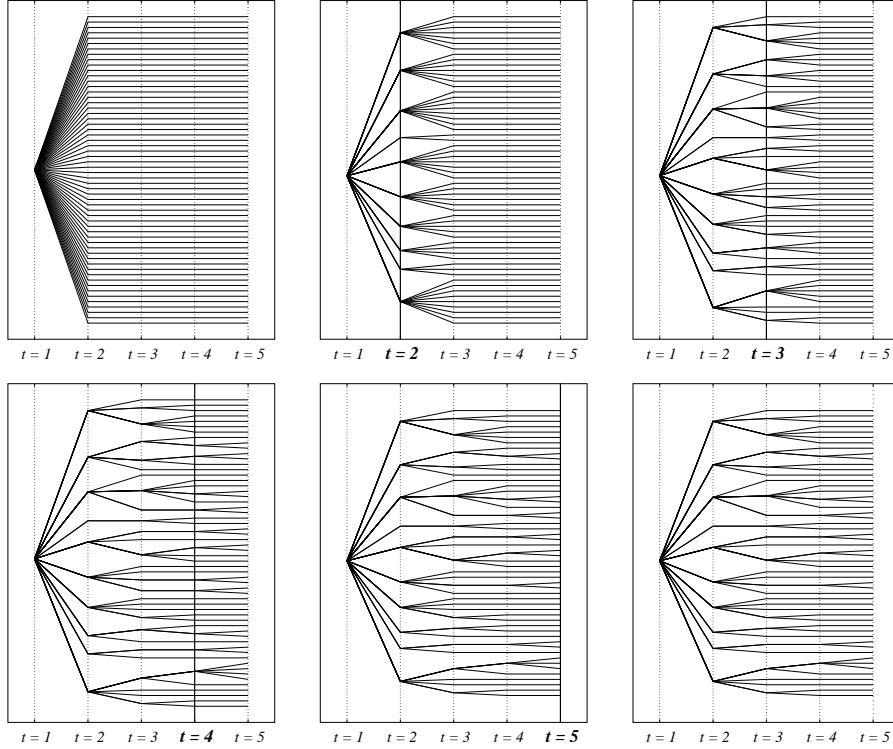 t = 1 t = 2 t = 3 t = 4 t = 5
t = 1 t = 2 t = 3 t = 4 t = 5
t = 1 t = 2 t = 3 t = 4 t = 5
t = 1 t = 2 t = 3 t = 4 t = 5
t = 1 t = 2 t = 3 t = 4 t = 5
t = 1 t = 2 t = 3 t = 4 t = 5